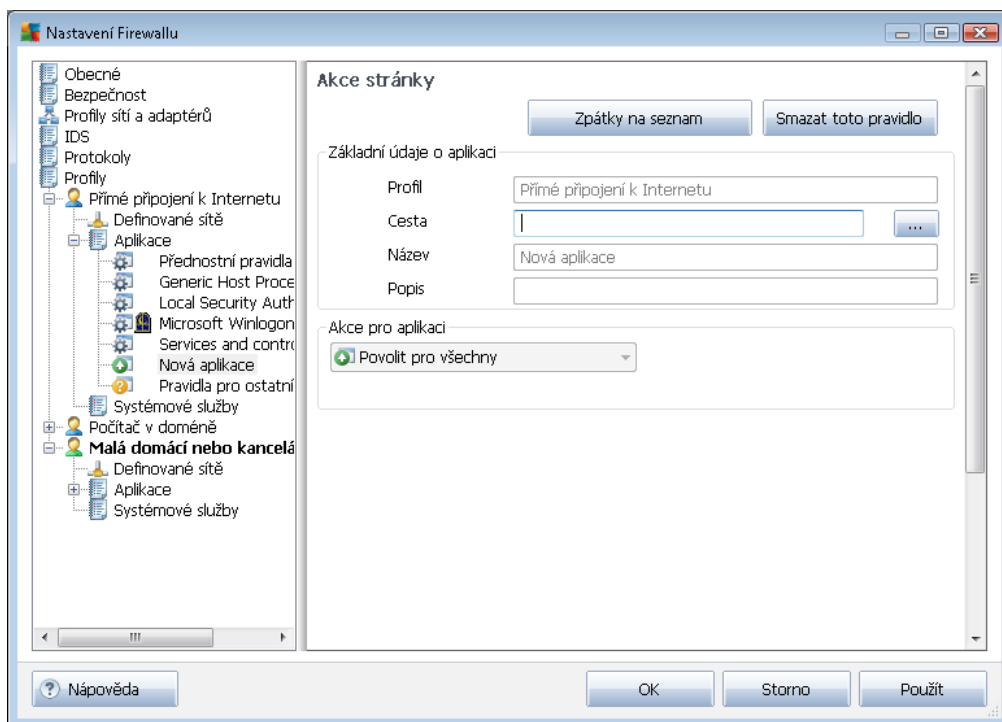 Nastavení Firewallu
Obecné
Bezpečnost
Profily sítí a adaptérů
IDS
Protokoly
Profily
Přímé připojení k Internetu
Definované sítě
Aplikace
Přednostní pravidla
Generic Host Proce
Local Security Auth
Microsoft Winlogon
Services and contro
Nová aplikace
Pravidla pro ostatní
Systémové služby
Počítač v doméně
Malá domácí nebo kancelá
Definované sítě
Aplikace
Systémové služby
Akce stránky
Zpátky na seznam
Smazat toto pravidlo
Základní údaje o aplikaci
Profil
Přímé připojení k Internetu
Cesta
...
Název
Nová aplikace
Popis
Akce pro aplikaci
Povolit pro všechny
Nápověda
OK
Storno
Použít